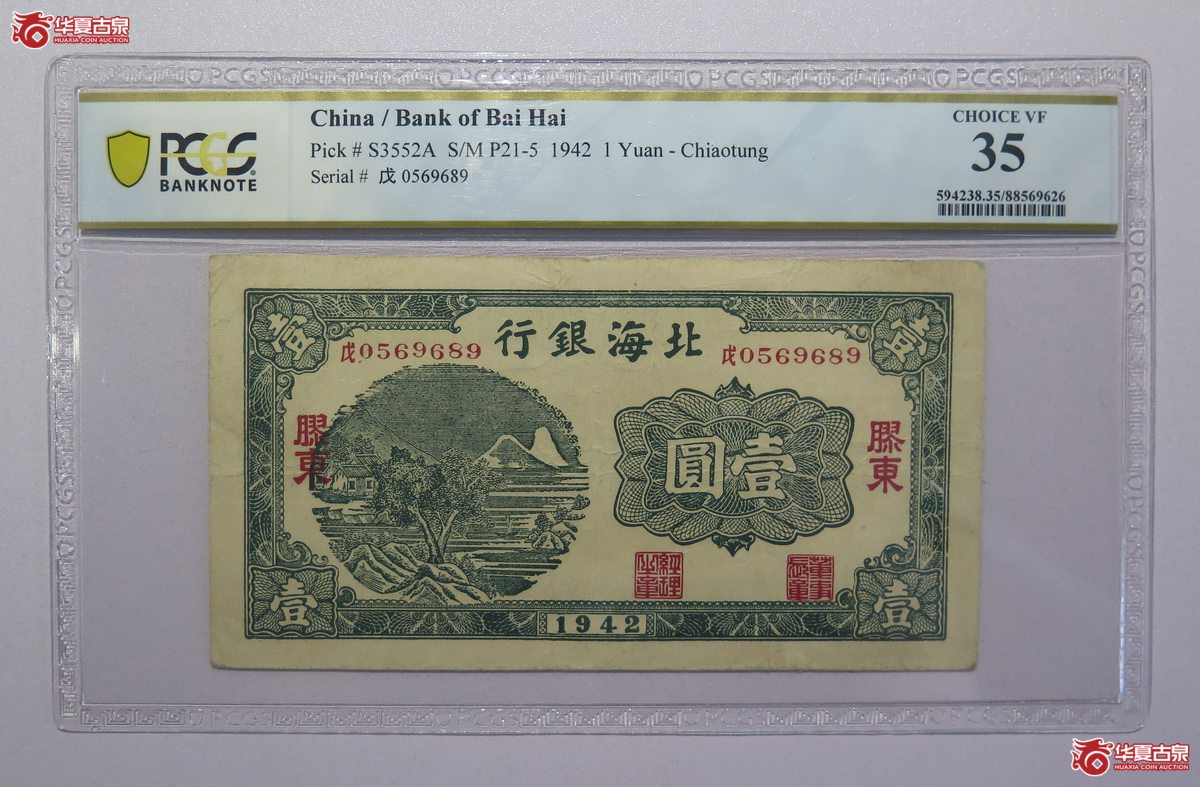 华夏古泉
HUAXIA COIN AUCTION
PCGS
PCGS
BANKNOTE
China / Bank of Bai Hai
Pick # S3552A S/M P21-5 1942 1 Yuan - Chiaotung
Serial # 戊 0569689
CHOICE VF
35
594238.35/88569626
壹
行銀海北
壹
戊0569689
戊0569689
膠東
圓壹
膠東
經理之章
董事長章
壹
1942
壹
PCGS
华夏古泉
HUAXIA COIN AUCTION